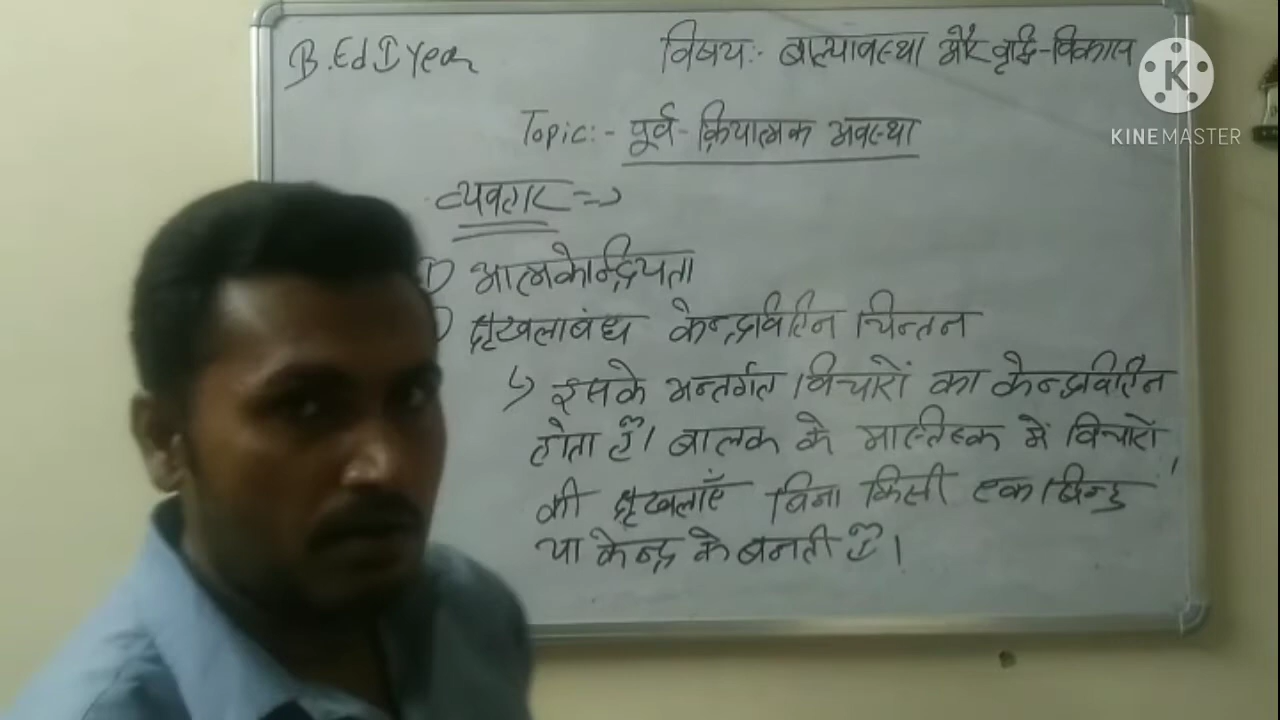 B.Ed I Year
विषय:- बाल्यावस्था और वृद्धि-विकास
KINEMASTER
Topic:- पूर्व-क्रियात्मक अवस्था
व्यवहार =>
① आत्मकेन्द्रियता
श्रृंखलाबंध केन्द्रविहिन चिन्तन
↳ इसके अन्तर्गत विचारों का केन्द्रविहिन
होता है। बालक के मास्तिष्क में विचारों
की श्रृंखलाएँ बिना किसी एक बिन्दु
या केन्द्र के बनती है।